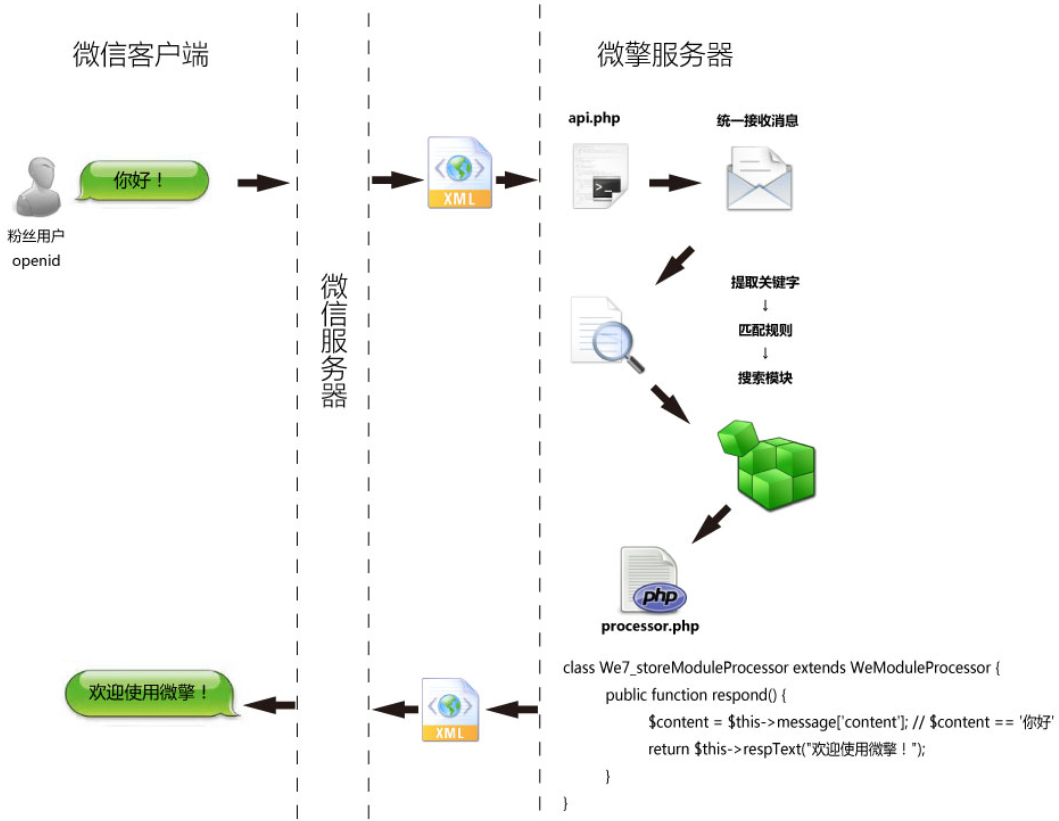 微信客户端
微擎服务器
api.php
统一接收消息
你好！
XML
粉丝用户
openid
微信服务器
提取关键字
↓
匹配规则
↓
搜索模块
php
processor.php
class We7_storeModuleProcessor extends WeModuleProcessor {
public function respond() {
$content = $this->message['content']; // $content == '你好'
return $this->respText("欢迎使用微擎！");
}
}
欢迎使用微擎！
XML